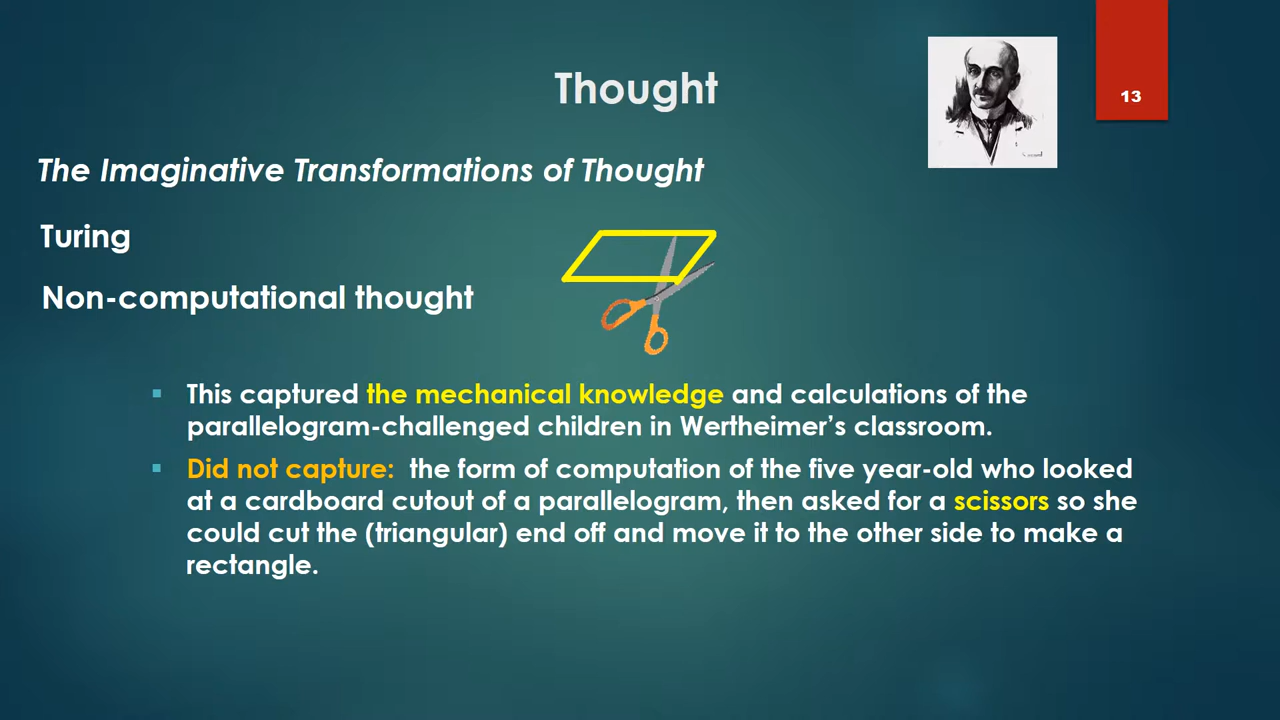 Thought
13
The Imaginative Transformations of Thought
Turing
Non-computational thought
This captured the mechanical knowledge and calculations of the
parallelogram-challenged children in Wertheimer’s classroom.
Did not capture: the form of computation of the five year-old who looked
at a cardboard cutout of a parallelogram, then asked for a scissors so she
could cut the (triangular) end off and move it to the other side to make a
rectangle.